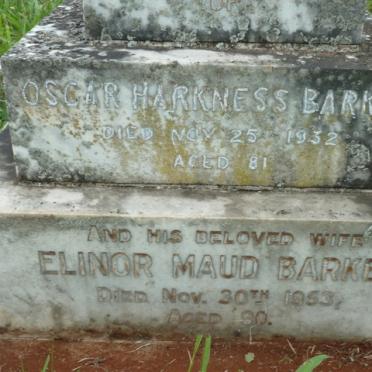 OF
OSCAR HARKNESS BARK
DIED NOV 25 1932
AGED 81
AND HIS BELOVED WIFE
ELINOR MAUD BARKE
DIED NOV. 30TH 1953.
AGED 90.